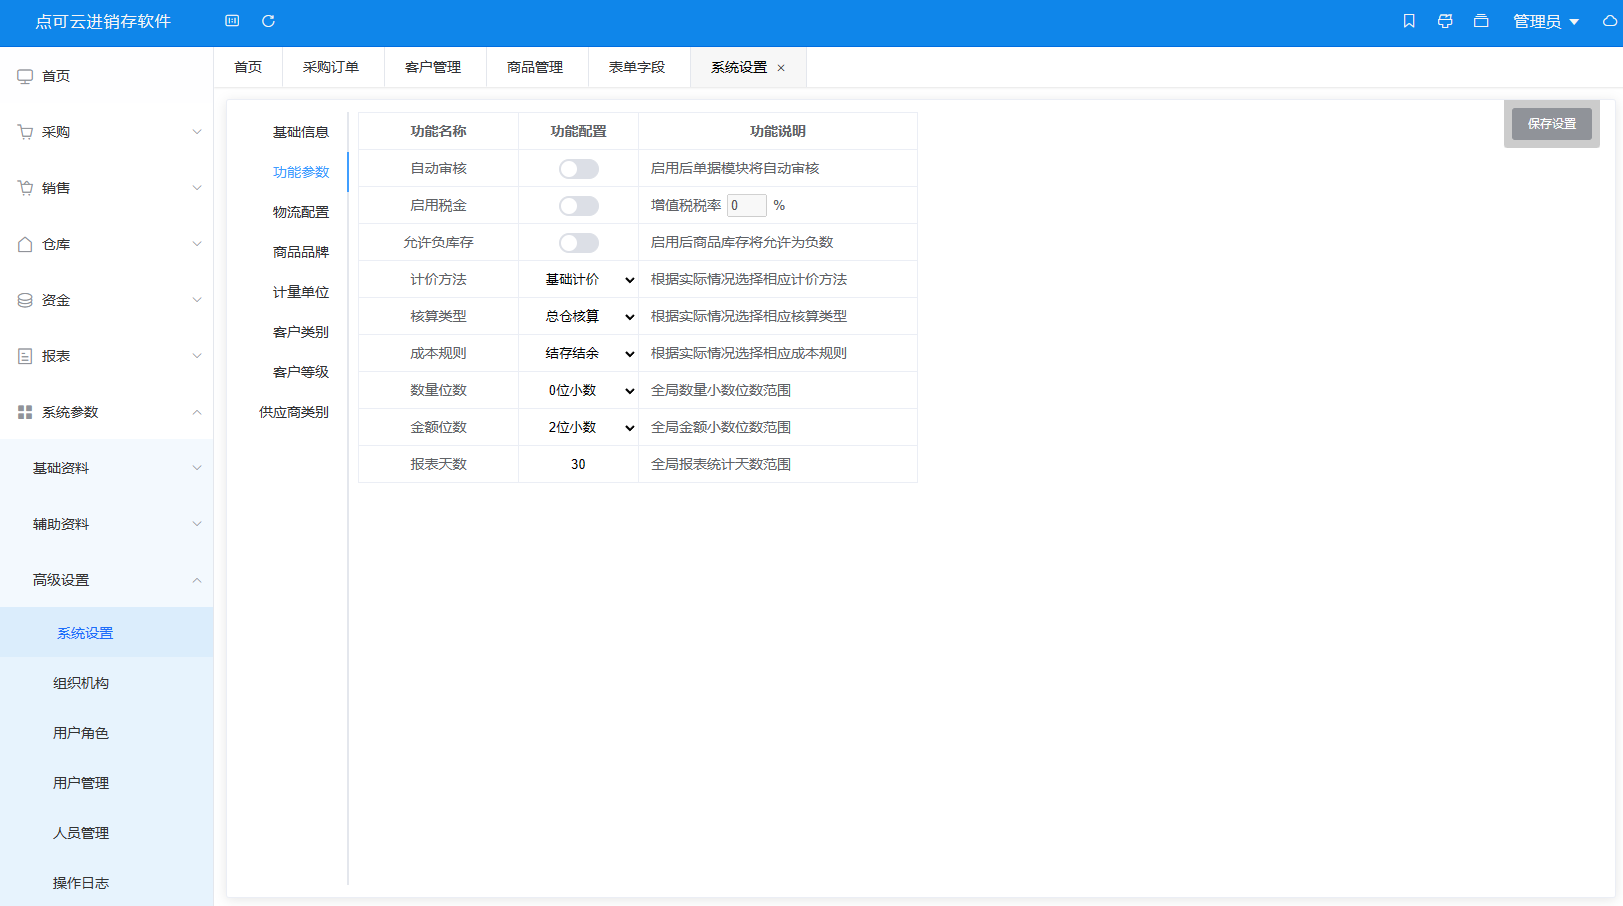 点可云进销存软件
管理员
首页
采购
销售
仓库
资金
报表
系统参数
基础资料
辅助资料
高级设置
系统设置
组织机构
用户角色
用户管理
人员管理
操作日志
首页 采购订单 客户管理 商品管理 表单字段 系统设置 ×
基础信息
功能参数
物流配置
商品品牌
计量单位
客户类别
客户等级
供应商类别
功能名称 功能配置 功能说明
自动审核 启用后单据模块将自动审核
启用税金 增值税税率 0 %
允许负库存 启用后商品库存将允许为负数
计价方法 基础计价 根据实际情况选择相应计价方法
核算类型 总仓核算 根据实际情况选择相应核算类型
成本规则 结存结余 根据实际情况选择相应成本规则
数量位数 0位小数 全局数量小数位数范围
金额位数 2位小数 全局金额小数位数范围
报表天数 30 全局报表统计天数范围
保存设置